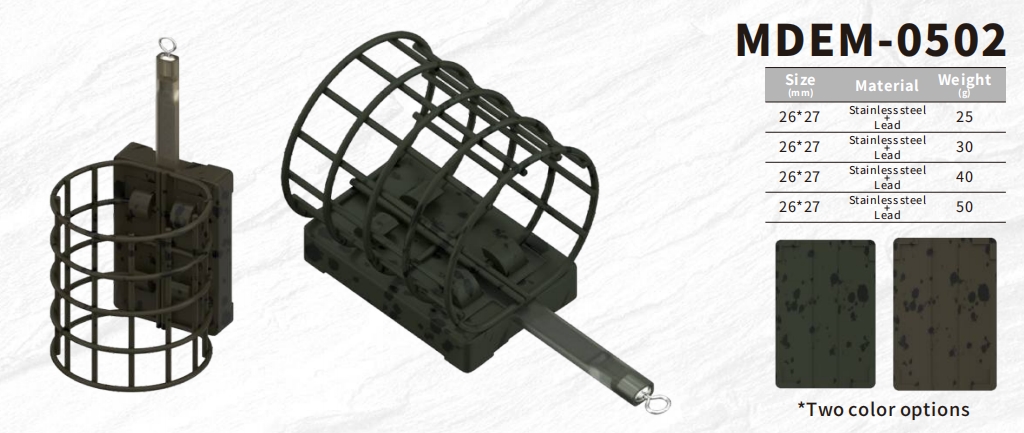 MDEM-0502
Size Material Weight
(mm) (g)
26*27 Stainless steel + Lead 25
26*27 Stainless steel + Lead 30
26*27 Stainless steel + Lead 40
26*27 Stainless steel + Lead 50
*Two color options